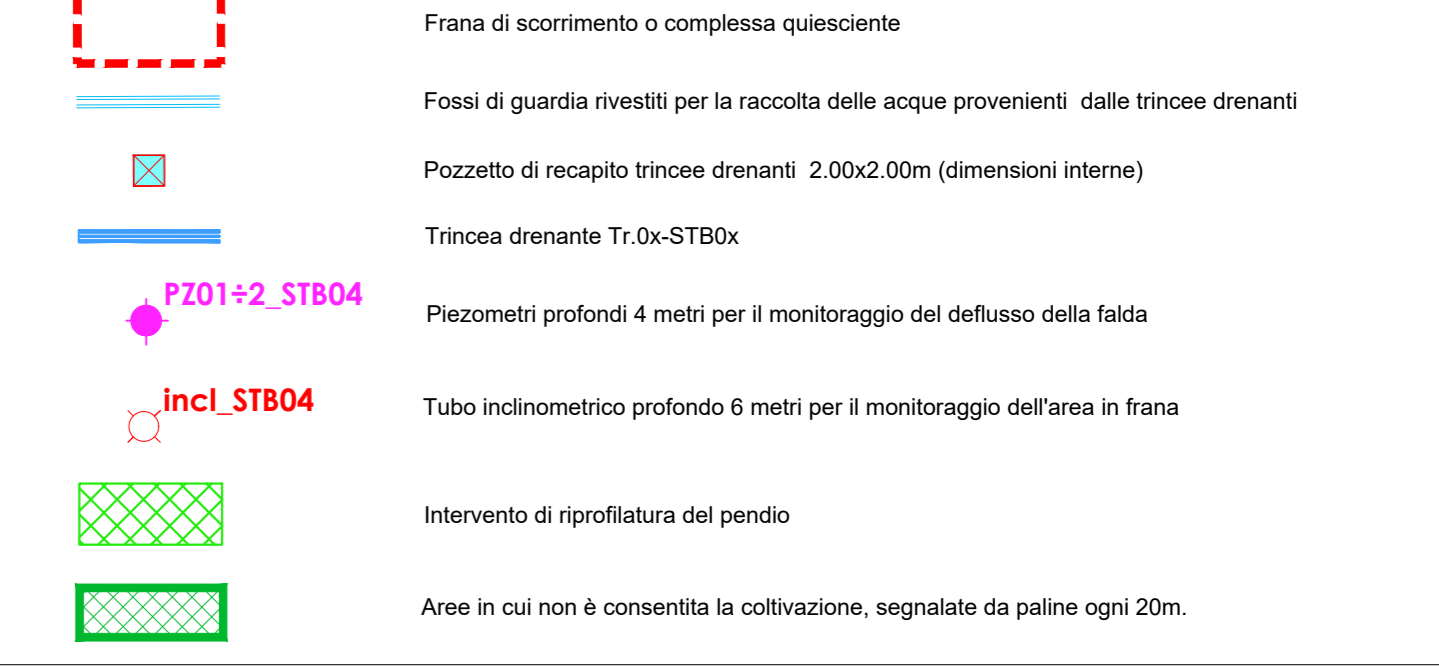 Frana di scorrimento o complessa quiesciente
Fossi di guardia rivestiti per la raccolta delle acque provenienti dalle trincee drenanti
Pozzetto di recapito trincee drenanti 2.00x2.00m (dimensioni interne)
Trincea drenante Tr.0x-STB0x
PZ01÷2_STB04
Piezometri profondi 4 metri per il monitoraggio del deflusso della falda
incl_STB04
Tubo inclinometrico profondo 6 metri per il monitoraggio dell'area in frana
Intervento di riprofilatura del pendio
Aree in cui non è consentita la coltivazione, segnalate da paline ogni 20m.